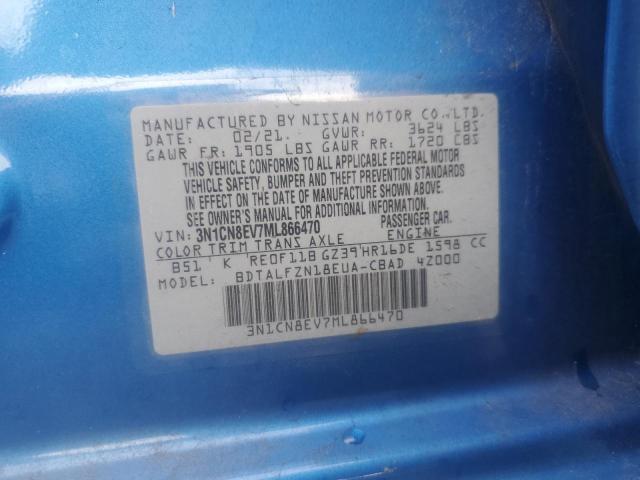 MANUFACTURED BY NISSAN MOTOR CO., LTD.
DATE: 02/21. GVWR: 3624 LBS
GAWR FR: 1905 LBS GAWR RR: 1720 LBS
THIS VEHICLE CONFORMS TO ALL APPLICABLE FEDERAL MOTOR
VEHICLE SAFETY, BUMPER AND THEFT PREVENTION STANDARDS
IN EFFECT ON THE DATE OF MANUFACTURE SHOWN ABOVE.
SEE OWNER'S MANUAL FOR ADDITIONAL INFORMATION.
VIN: 3N1CN8EV7ML866470 PASSENGER CAR.
COLOR TRIM TRANS AXLE ENGINE
B51 K RE0F11B GZ39 HR16DE 1598 CC
MODEL: BDTALFZN18EUA-CBAD 4Z000
3N1CN8EV7ML866470